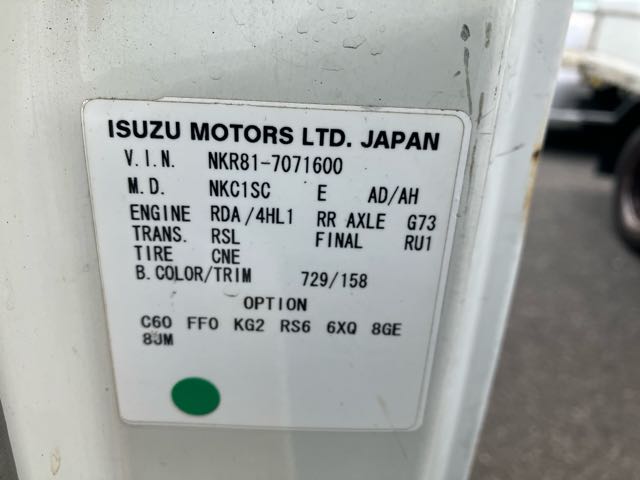 ISUZU MOTORS LTD. JAPAN
V.I.N. NKR81-7071600
M.D. NKC1SC E AD/AH
ENGINE RDA/4HL1 RR AXLE G73
TRANS. RSL FINAL RU1
TIRE CNE
B.COLOR/TRIM 729/158
OPTION
C60 FF0 KG2 RS6 6XQ 8GE
8JM